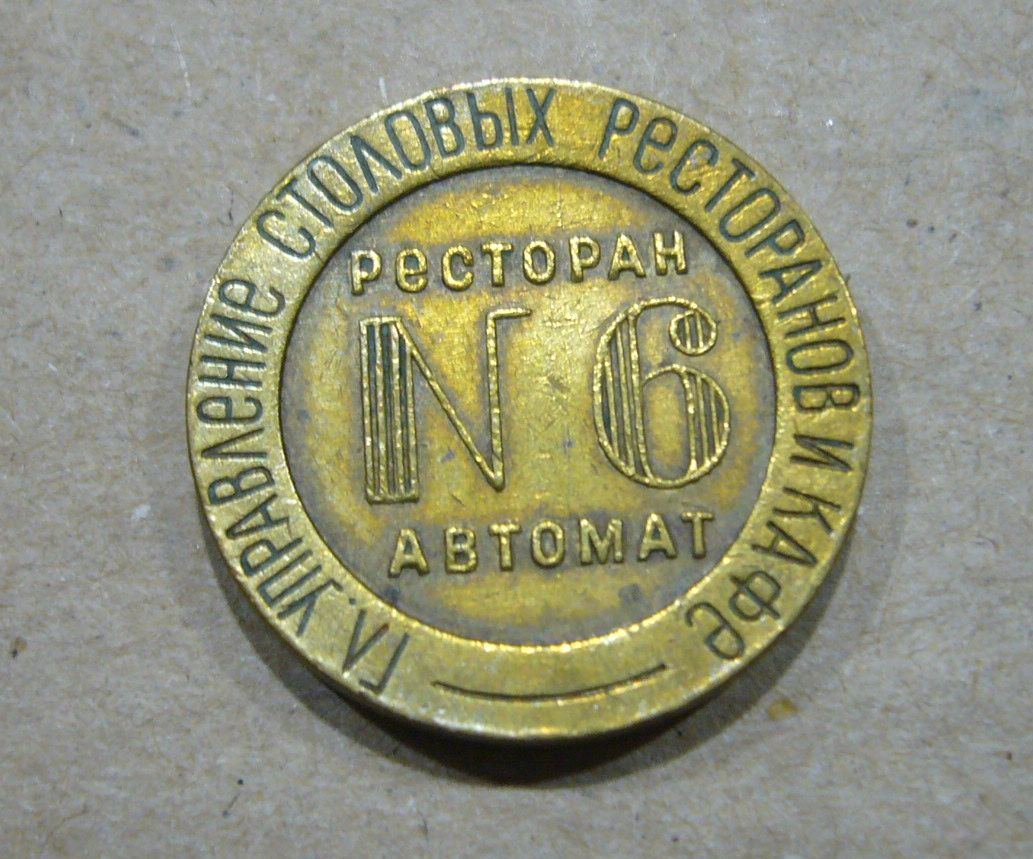 ГЛ. УПРАВЛЕНИЕ СТОЛОВЫХ РЕСТОРАНОВ И КАФЕ
РЕСТОРАН
N 6
АВТОМАТ